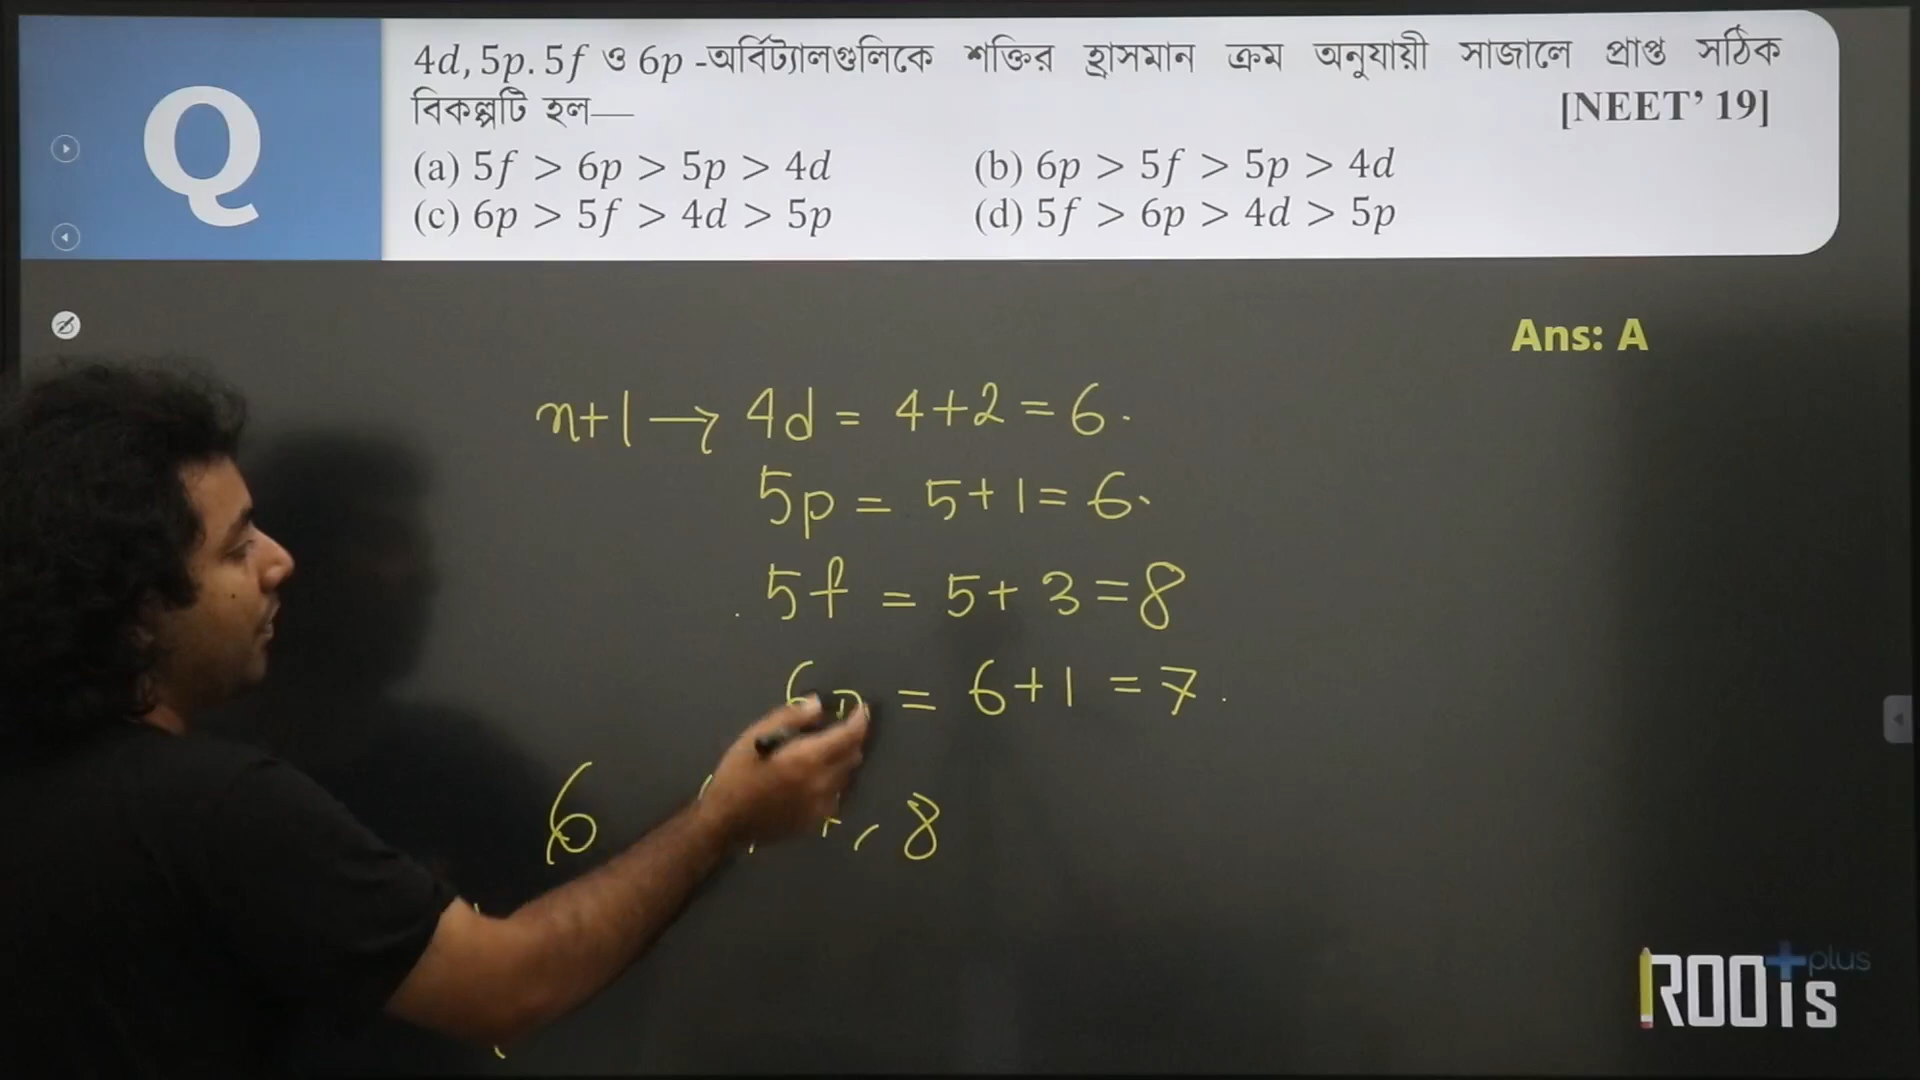 Q
4d, 5p. 5f ও 6p -অর্বিট্যালগুলিকে শক্তির হ্রাসমান ক্রম অনুযায়ী সাজালে প্রাপ্ত সঠিক
বিকল্পটি হল— [NEET’ 19]
(a) 5f > 6p > 5p > 4d (b) 6p > 5f > 5p > 4d
(c) 6p > 5f > 4d > 5p (d) 5f > 6p > 4d > 5p
Ans: A
n+l → 4d = 4+2 = 6.
5p = 5+1 = 6.
5f = 5+3 = 8
6p = 6+1 = 7.
6 8
ROOTs plus